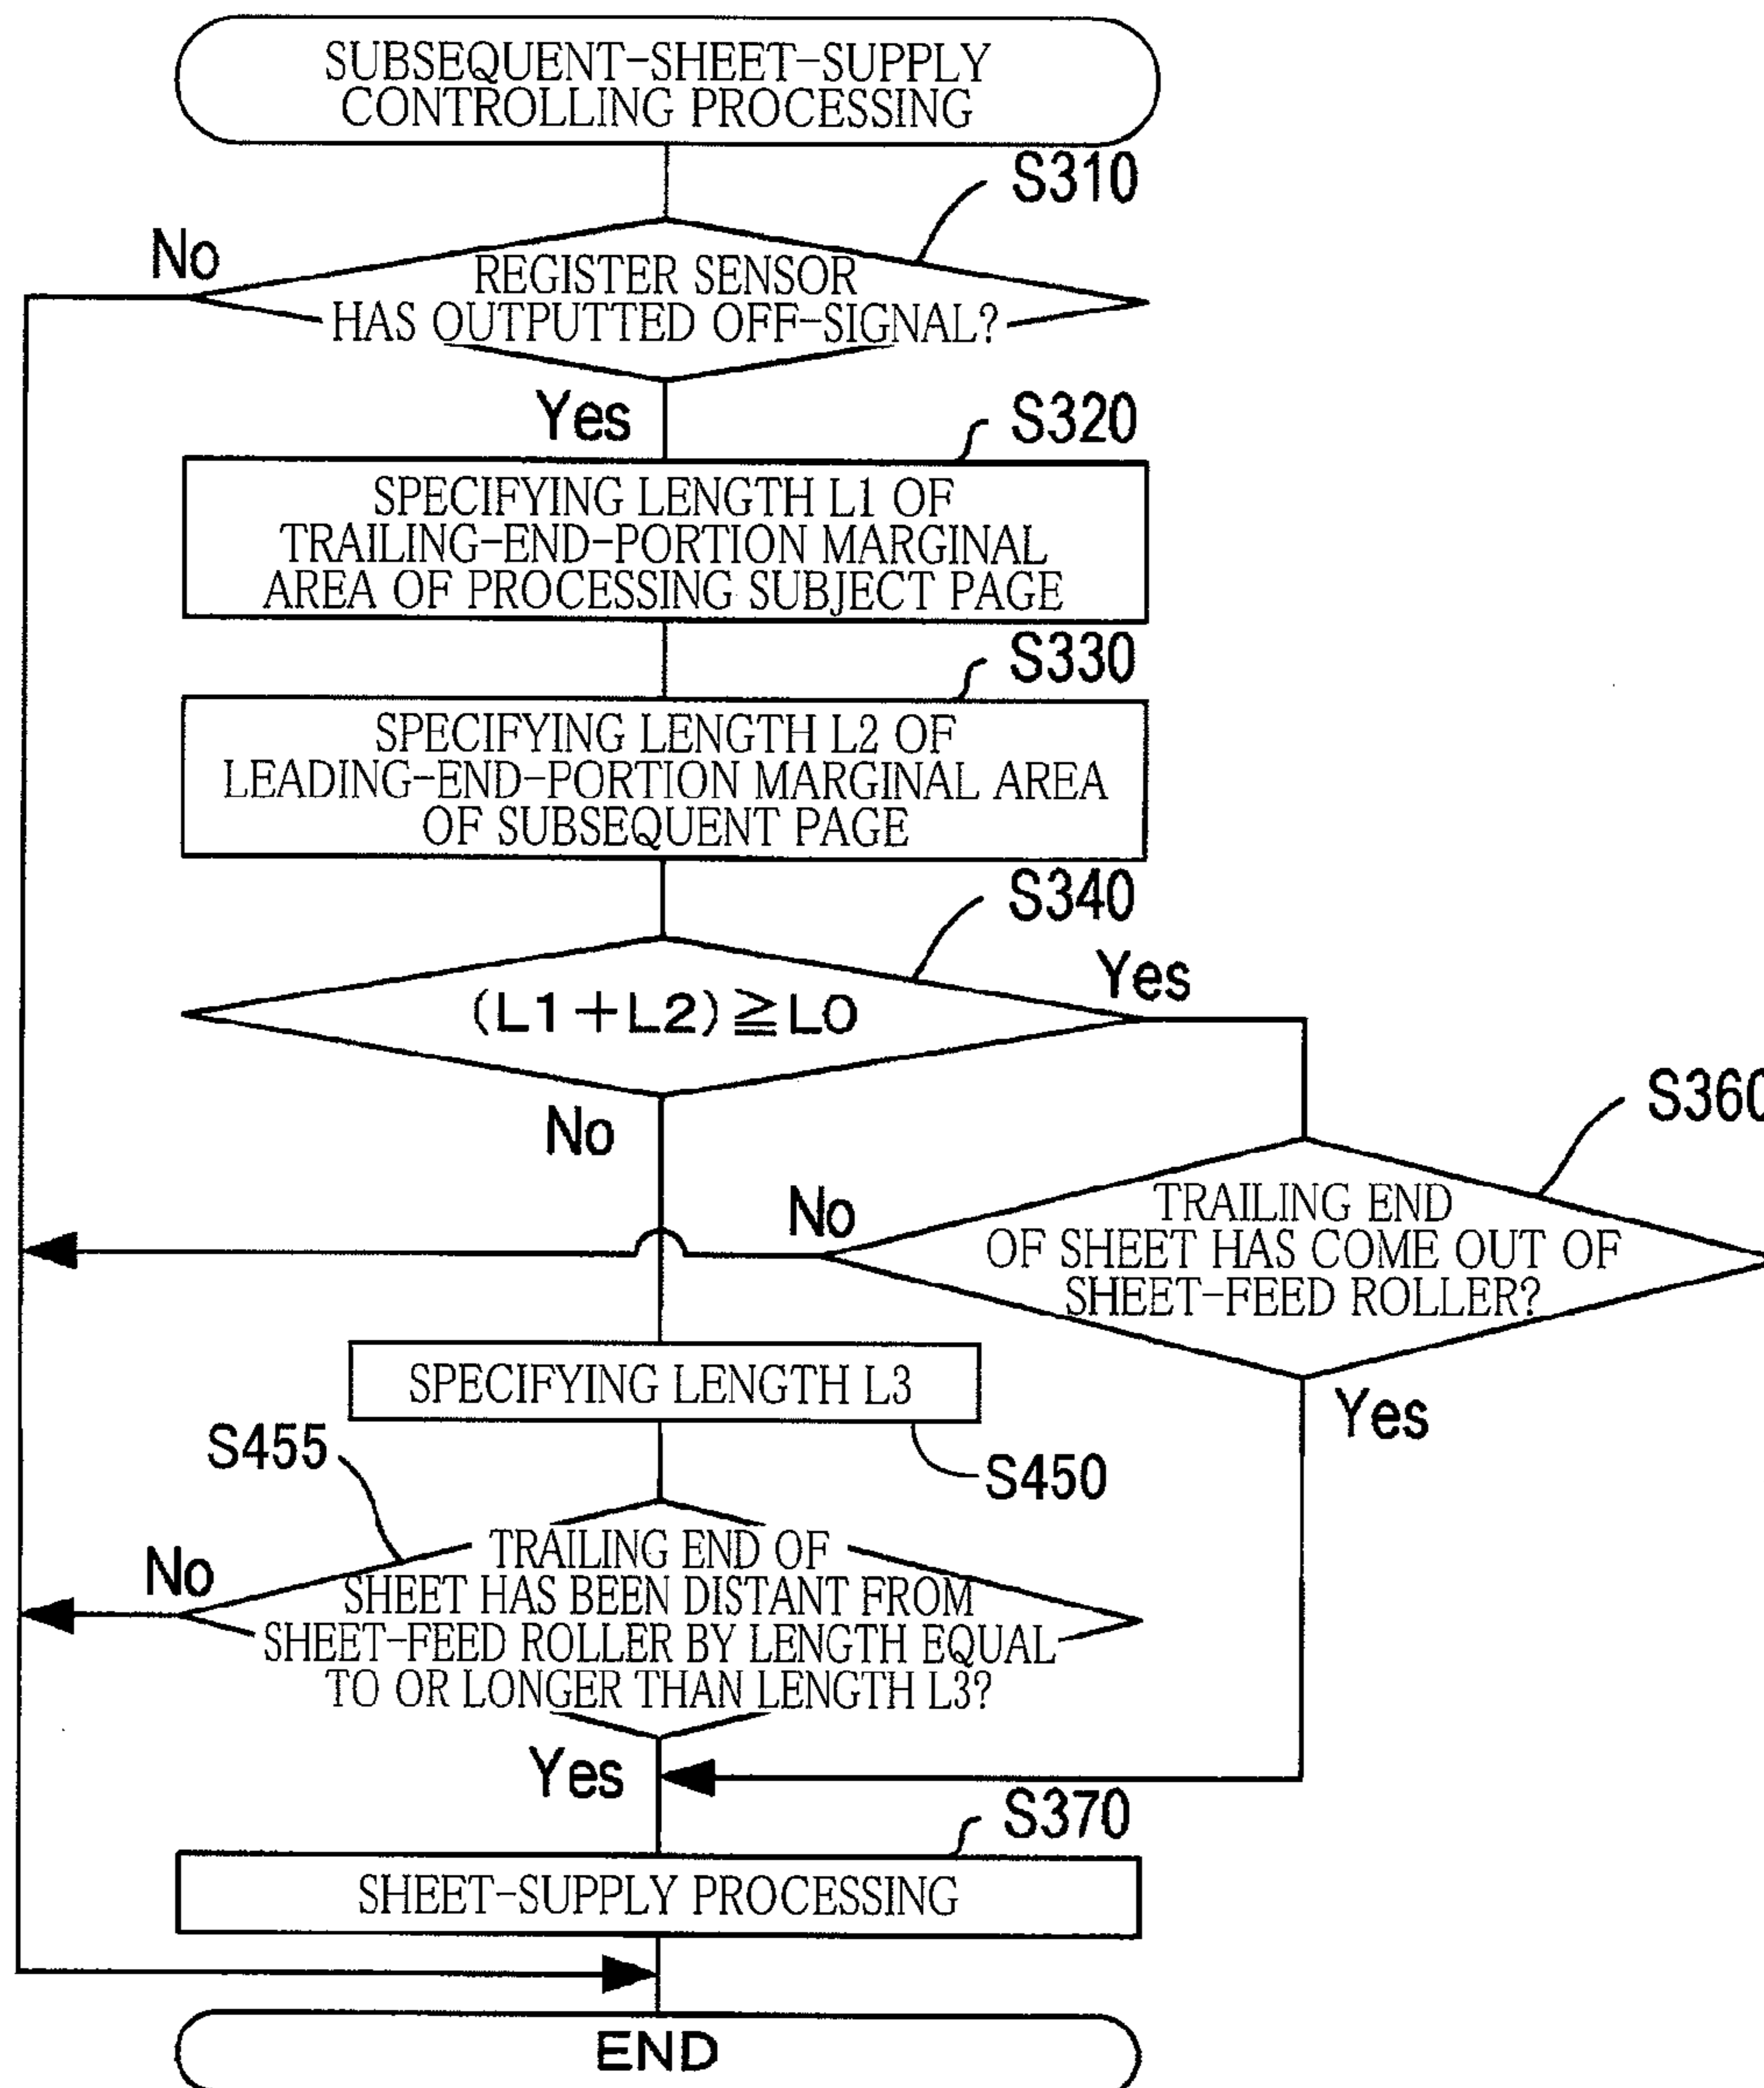 SUBSEQUENT-SHEET-SUPPLY
CONTROLLING PROCESSING
S310
No
REGISTER SENSOR
HAS OUTPUTTED OFF-SIGNAL?
Yes
S320
SPECIFYING LENGTH L1 OF
TRAILING-END-PORTION MARGINAL
AREA OF PROCESSING SUBJECT PAGE
S330
SPECIFYING LENGTH L2 OF
LEADING-END-PORTION MARGINAL AREA
OF SUBSEQUENT PAGE
S340
(L1+L2)≧L0
Yes
No
S360
TRAILING END
OF SHEET HAS COME OUT OF
SHEET-FEED ROLLER?
No
Yes
SPECIFYING LENGTH L3
S450
S455
TRAILING END OF
SHEET HAS BEEN DISTANT FROM
SHEET-FEED ROLLER BY LENGTH EQUAL
TO OR LONGER THAN LENGTH L3?
No
Yes
S370
SHEET-SUPPLY PROCESSING
END